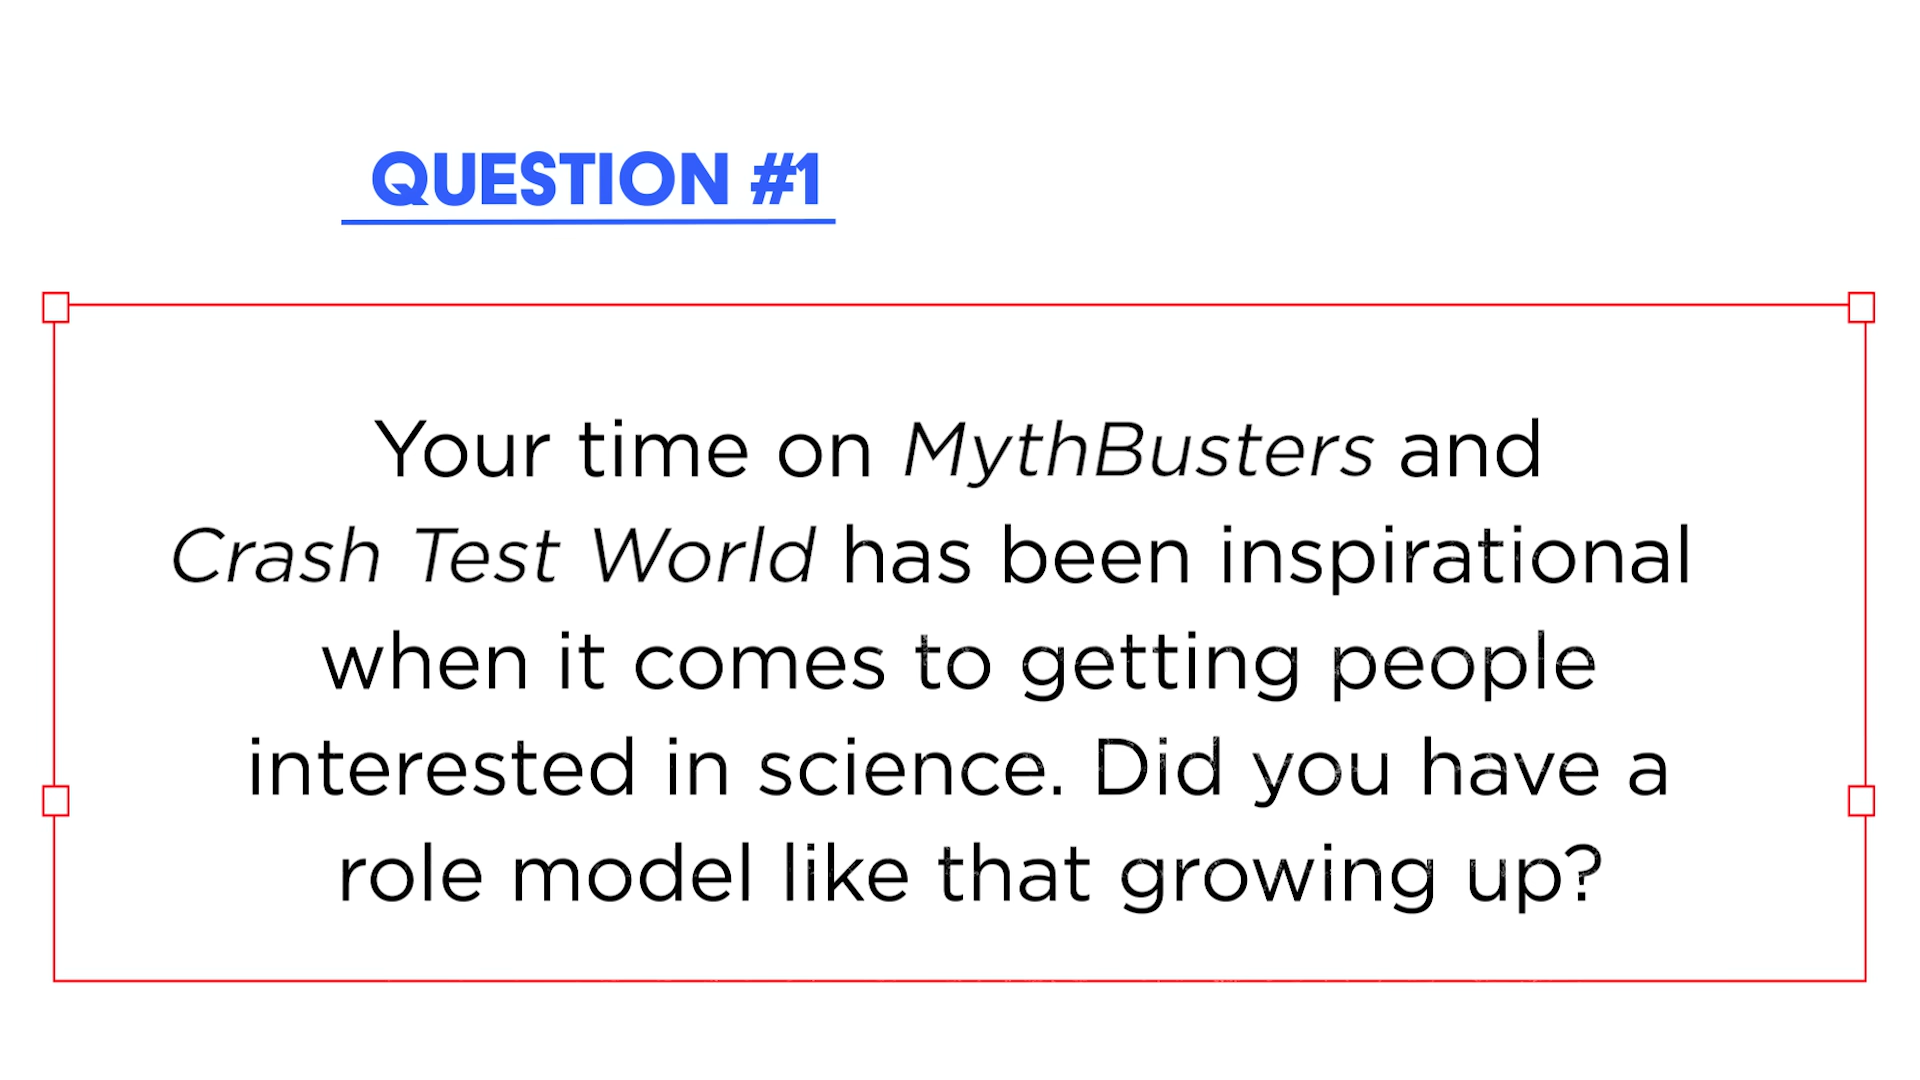 QUESTION #1
Your time on MythBusters and
Crash Test World has been inspirational
when it comes to getting people
interested in science. Did you have a
role model like that growing up?